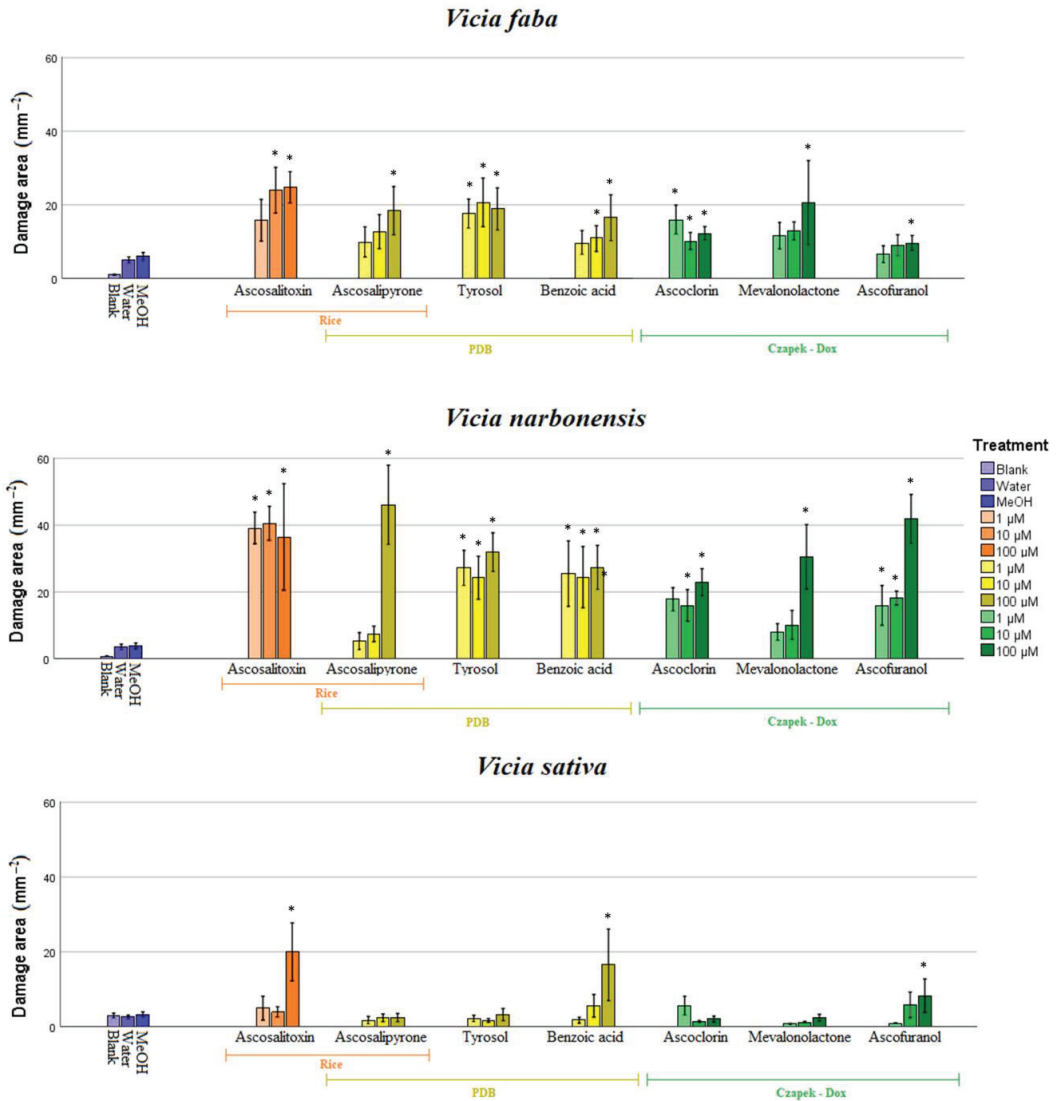 Vicia faba
Damage area (mm⁻²)
60
40
20
0
* * * * * * * * * * * * * *
Blank
Water
MeOH
Ascosalitoxin Ascosalipyrone Tyrosol Benzoic acid Ascoclorin Mevalonolactone Ascofuranol
Rice
PDB
Czapek - Dox
Vicia narbonensis
Damage area (mm⁻²)
60
40
20
0
* * * * * * * * * * * * * * * * *
Blank
Water
MeOH
Ascosalitoxin Ascosalipyrone Tyrosol Benzoic acid Ascoclorin Mevalonolactone Ascofuranol
Rice
PDB
Czapek - Dox
Treatment
Blank
Water
MeOH
1 µM
10 µM
100 µM
1 µM
10 µM
100 µM
1 µM
10 µM
100 µM
Vicia sativa
Damage area (mm⁻²)
60
40
20
0
* * *
Blank
Water
MeOH
Ascosalitoxin Ascosalipyrone Tyrosol Benzoic acid Ascoclorin Mevalonolactone Ascofuranol
Rice
PDB
Czapek - Dox